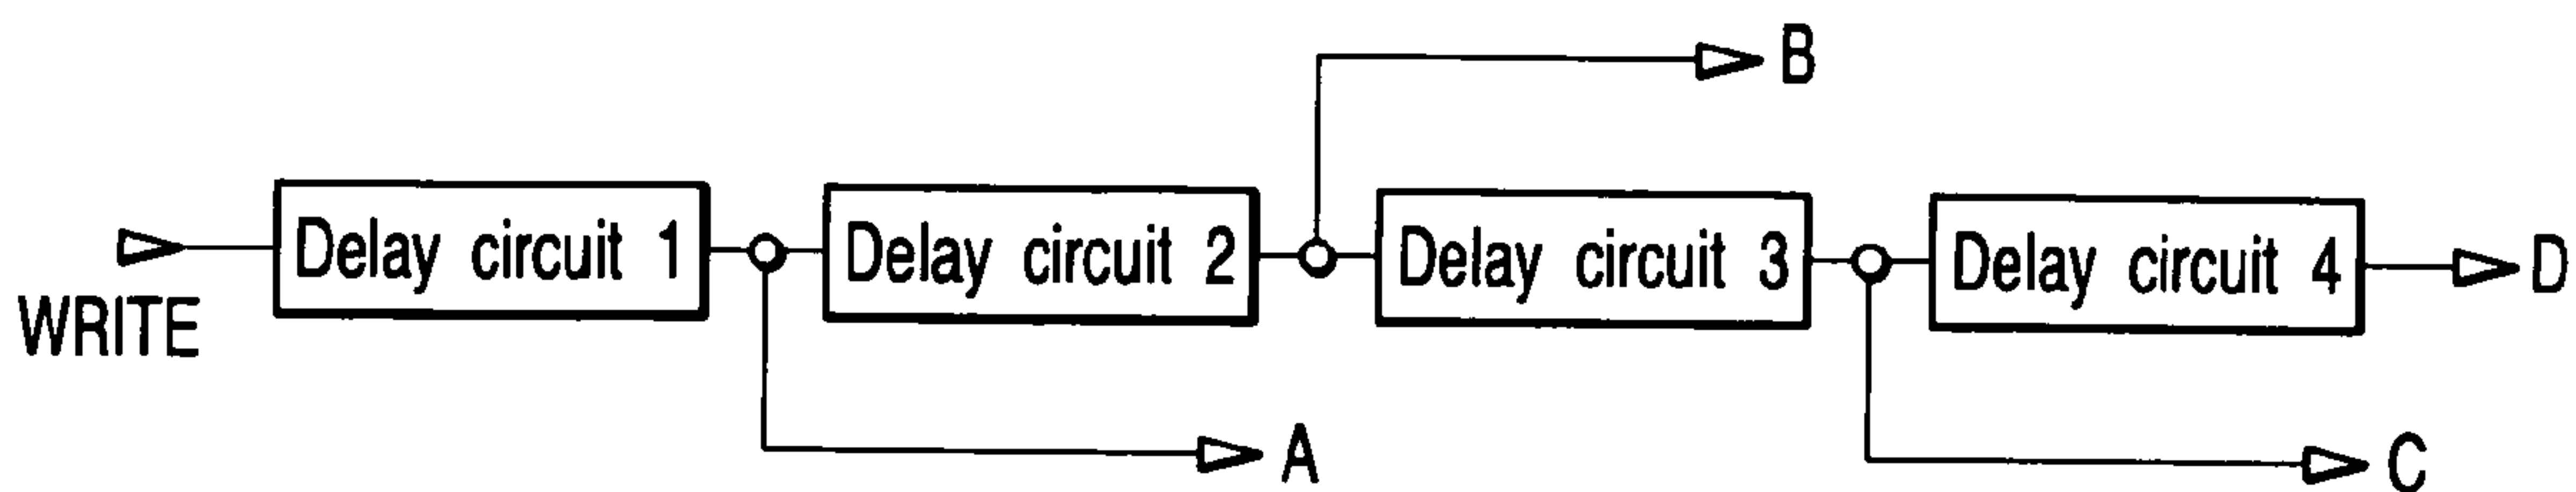 B
Delay circuit 1
Delay circuit 2
Delay circuit 3
Delay circuit 4
D
WRITE
A
C